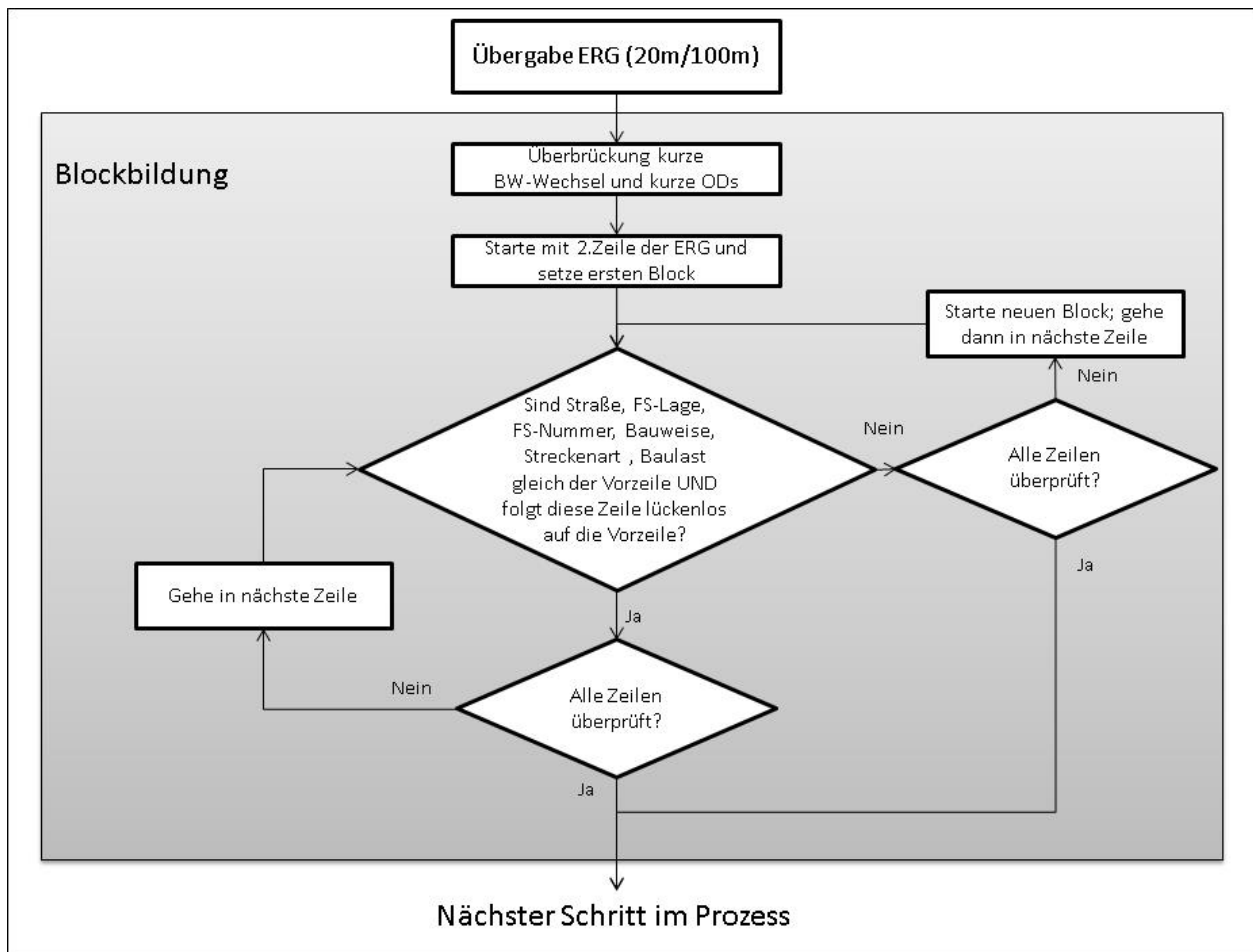 Übergabe ERG (20m/100m)
Blockbildung
Überbrückung kurze
BW-Wechsel und kurze ODs
Starte mit 2.Zeile der ERG und
setze ersten Block
Starte neuen Block; gehe
dann in nächste Zeile
Nein
Sind Straße, FS-Lage,
FS-Nummer, Bauweise,
Streckenart , Baulast
gleich der Vorzeile UND
folgt diese Zeile lückenlos
auf die Vorzeile?
Nein
Alle Zeilen
überprüft?
Ja
Gehe in nächste Zeile
Ja
Nein
Alle Zeilen
überprüft?
Ja
Nächster Schritt im Prozess